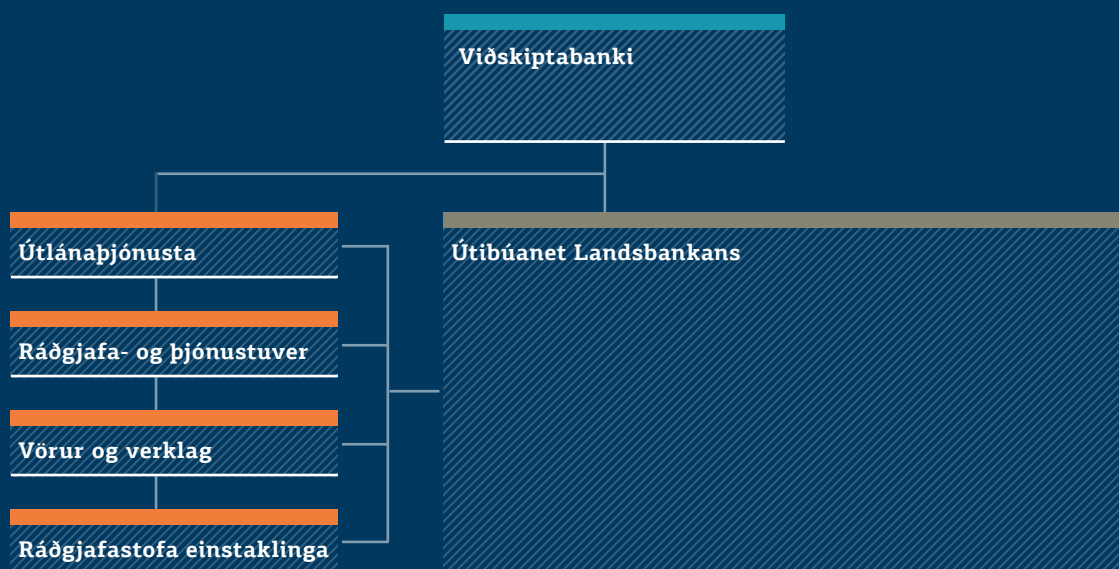 Viðskiptabanki
Útlánaþjónusta
Útibúanet Landsbankans
Ráðgjafa- og þjónustuver
Vörur og verklag
Ráðgjafastofa einstaklinga